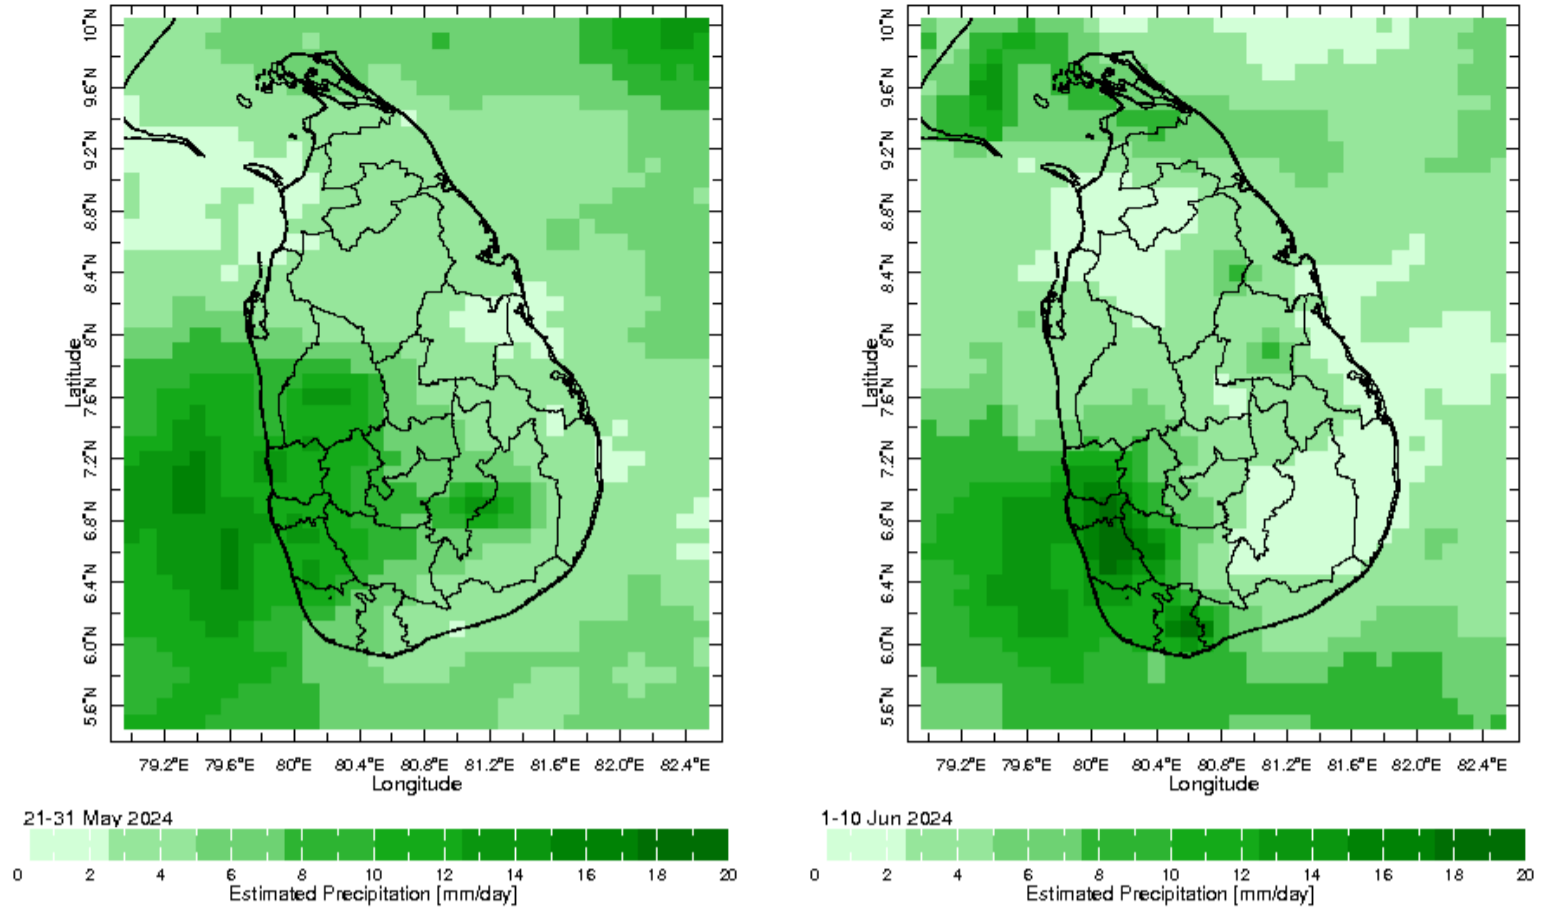 10°N
9.6°N
9.2°N
8.8°N
8.4°N
8°N
7.6°N
7.2°N
6.8°N
6.4°N
6.0°N
5.6°N
Latitude
79.2°E 79.6°E 80°E 80.4°E 80.8°E 81.2°E 81.6°E 82.0°E 82.4°E
Longitude
21-31 May 2024
0 2 4 6 8 10 12 14 16 18 20
Estimated Precipitation [mm/day]
10°N
9.6°N
9.2°N
8.8°N
8.4°N
8°N
7.6°N
7.2°N
6.8°N
6.4°N
6.0°N
5.6°N
Latitude
79.2°E 79.6°E 80°E 80.4°E 80.8°E 81.2°E 81.6°E 82.0°E 82.4°E
Longitude
1-10 Jun 2024
0 2 4 6 8 10 12 14 16 18 20
Estimated Precipitation [mm/day]